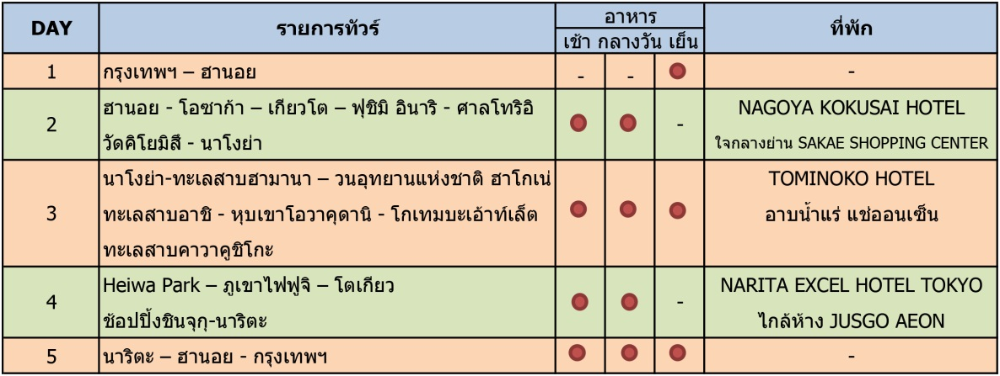 DAY รายการทัวร์ อาหาร ที่พัก
เช้า กลางวัน เย็น
1 กรุงเทพฯ – ฮานอย - - -
2 ฮานอย - โอซาก้า – เกียวโต – ฟุชิมิ อินาริ - ศาลโทริอิ - NAGOYA KOKUSAI HOTEL
วัดคิโยมิสึ - นาโงย่า ใจกลางย่าน SAKAE SHOPPING CENTER
3 นาโงย่า-ทะเลสาบฮามานา – วนอุทยานแห่งชาติ ฮาโกเน่ TOMINOKO HOTEL
ทะเลสาบอาชิ - หุบเขาโอวาคุดานิ - โกเทมบะเอ้าท์เล็ต อาบน้ำแร่ แช่ออนเซ็น
ทะเลสาบคาวาคูชิโกะ
4 Heiwa Park – ภูเขาไฟฟูจิ – โตเกียว - NARITA EXCEL HOTEL TOKYO
ช้อปปิ้งชินจุกุ-นาริตะ ไกล้ห้าง JUSGO AEON
5 นาริตะ – ฮานอย - กรุงเทพฯ -